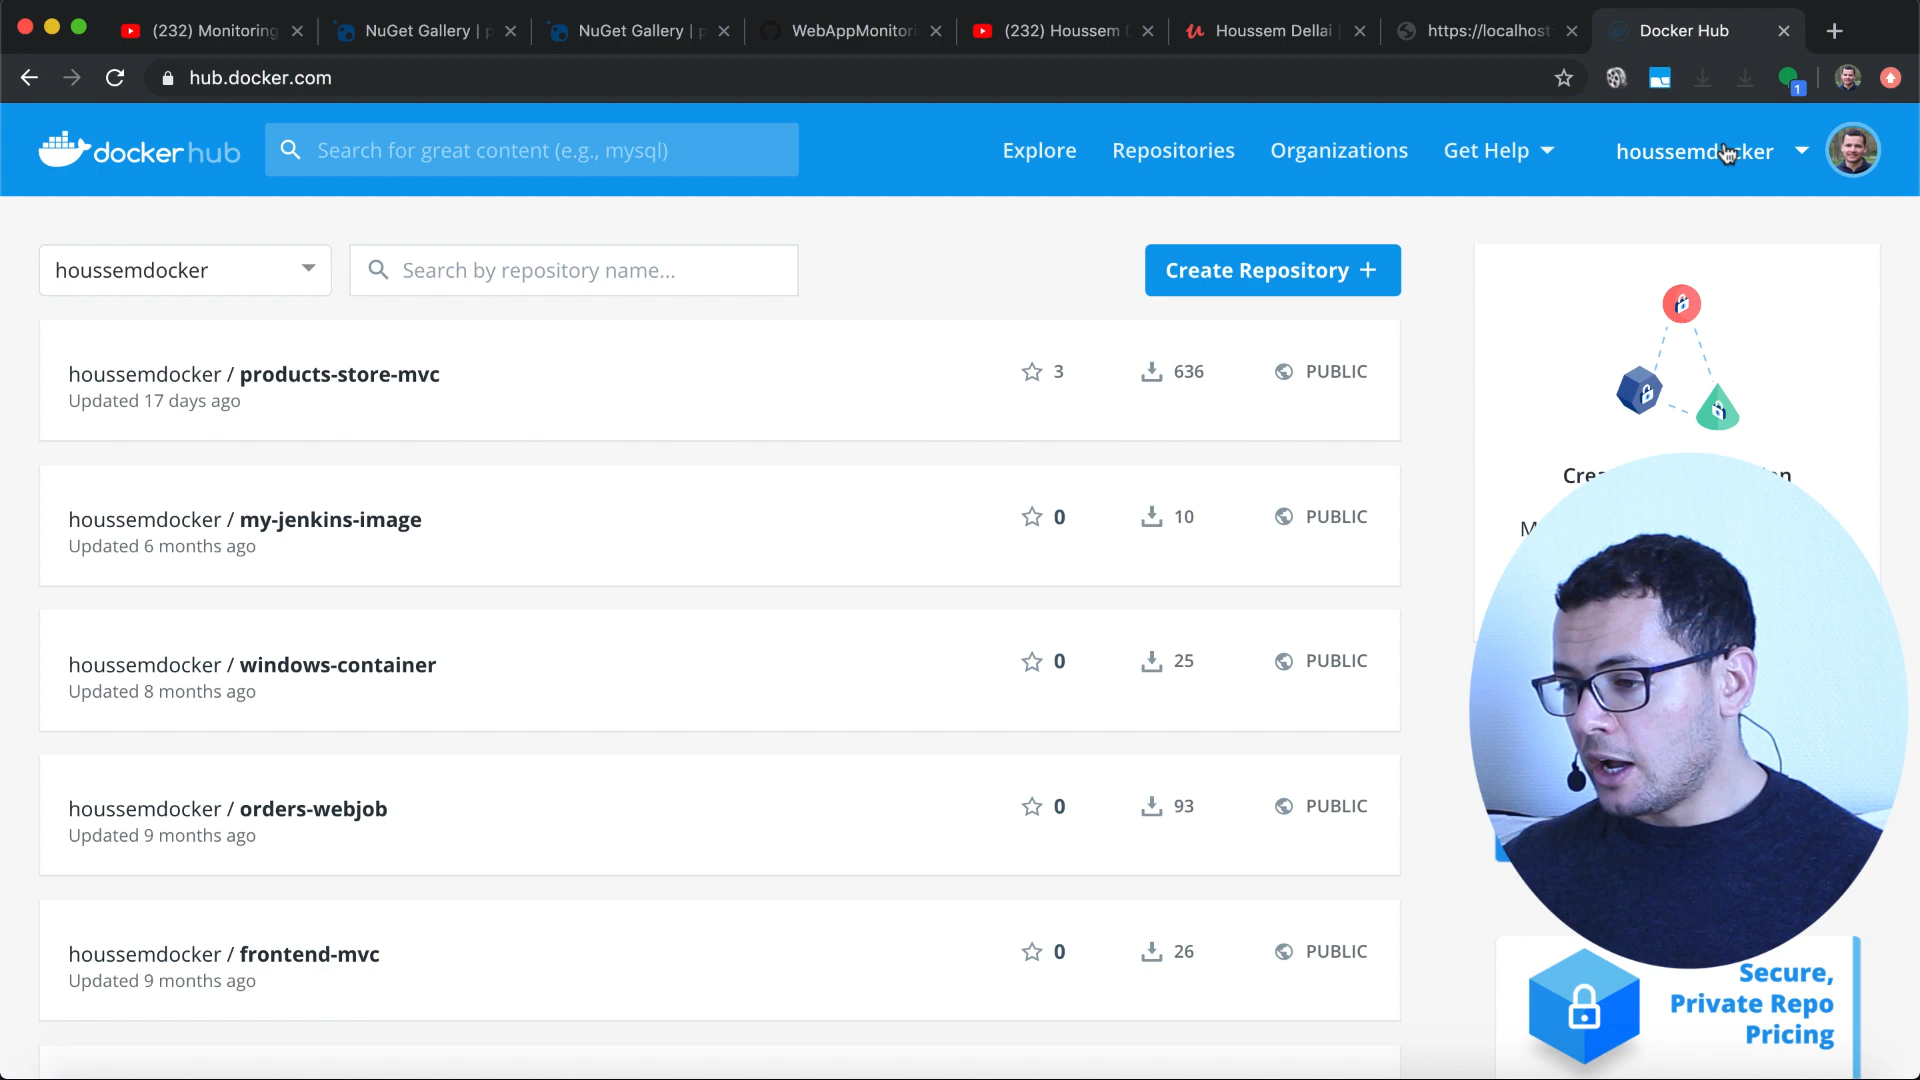 (232) Monitoring
NuGet Gallery | p
NuGet Gallery | p
WebAppMonitori
(232) Houssem D
Houssem Dellai
https://localhost:
Docker Hub
hub.docker.com
1
docker hub
Search for great content (e.g., mysql)
Explore
Repositories
Organizations
Get Help
houssemdocker
houssemdocker
Search by repository name...
Create Repository +
houssemdocker / products-store-mvc
Updated 17 days ago
3
636
PUBLIC
houssemdocker / my-jenkins-image
Updated 6 months ago
0
10
PUBLIC
houssemdocker / windows-container
Updated 8 months ago
0
25
PUBLIC
houssemdocker / orders-webjob
Updated 9 months ago
0
93
PUBLIC
houssemdocker / frontend-mvc
Updated 9 months ago
0
26
PUBLIC
Secure,
Private Repo
Pricing